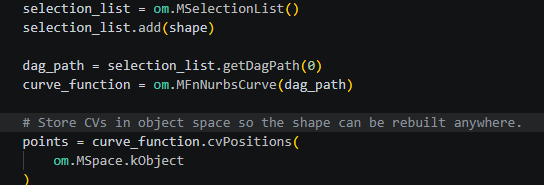 selection_list = om.MSelectionList()
selection_list.add(shape)

dag_path = selection_list.getDagPath(0)
curve_function = om.MFnNurbsCurve(dag_path)

# Store CVs in object space so the shape can be rebuilt anywhere.
points = curve_function.cvPositions(
    om.MSpace.kObject
)